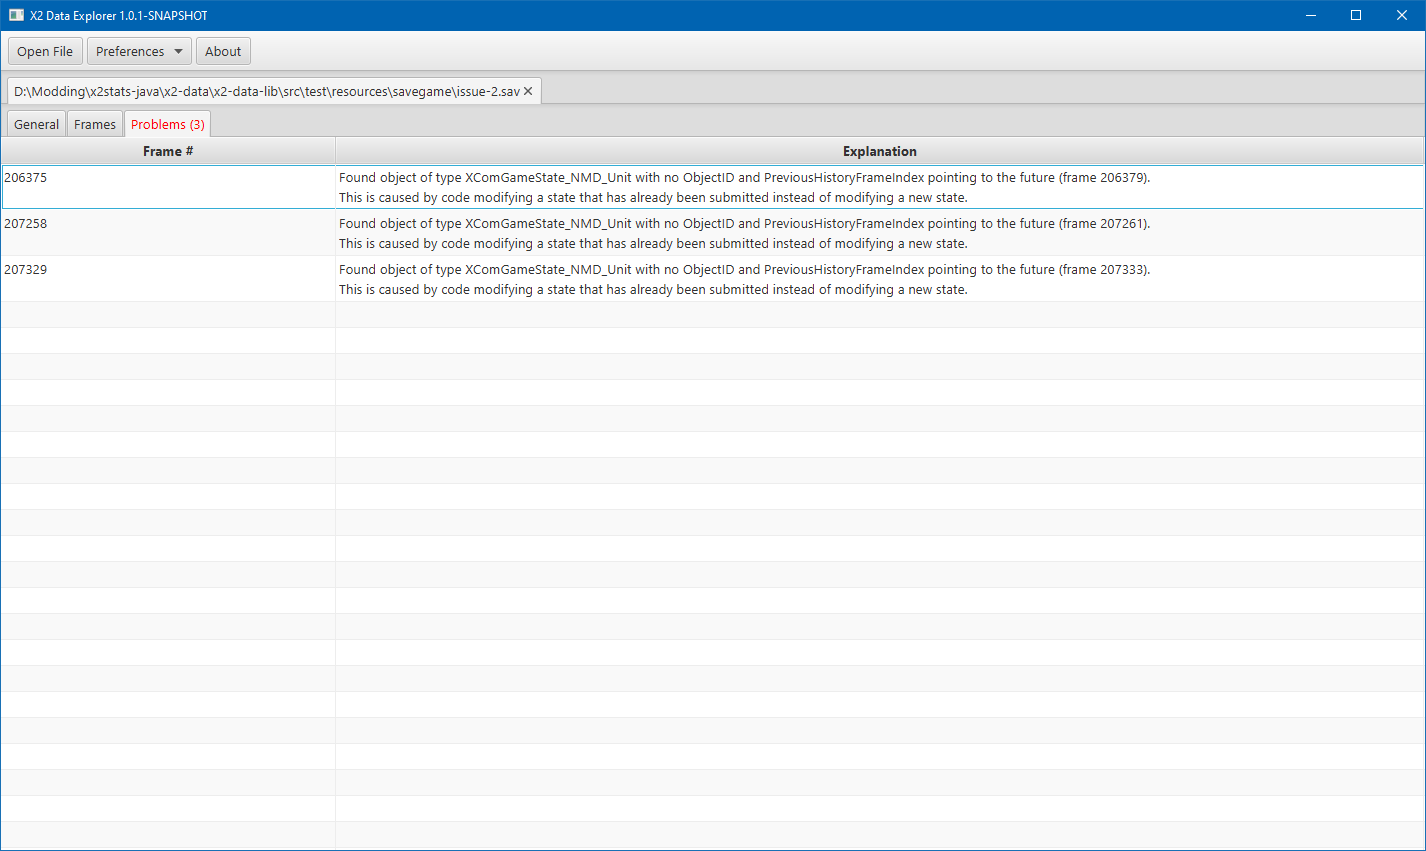 X2 Data Explorer 1.0.1-SNAPSHOT
Open File Preferences About
D:\Modding\x2stats-java\x2-data\x2-data-lib\src\test\resources\savegame\issue-2.sav
General Frames Problems (3)
Frame # Explanation
206375 Found object of type XComGameState_NMD_Unit with no ObjectID and PreviousHistoryFrameIndex pointing to the future (frame 206379).
This is caused by code modifying a state that has already been submitted instead of modifying a new state.
207258 Found object of type XComGameState_NMD_Unit with no ObjectID and PreviousHistoryFrameIndex pointing to the future (frame 207261).
This is caused by code modifying a state that has already been submitted instead of modifying a new state.
207329 Found object of type XComGameState_NMD_Unit with no ObjectID and PreviousHistoryFrameIndex pointing to the future (frame 207333).
This is caused by code modifying a state that has already been submitted instead of modifying a new state.